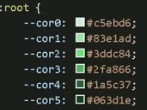 :root {
--cor0: #c5ebd6;
--cor1: #83e1ad;
--cor2: #3ddc84;
--cor3: #2fa866;
--cor4: #1a5c37;
--cor5: #063d1e;